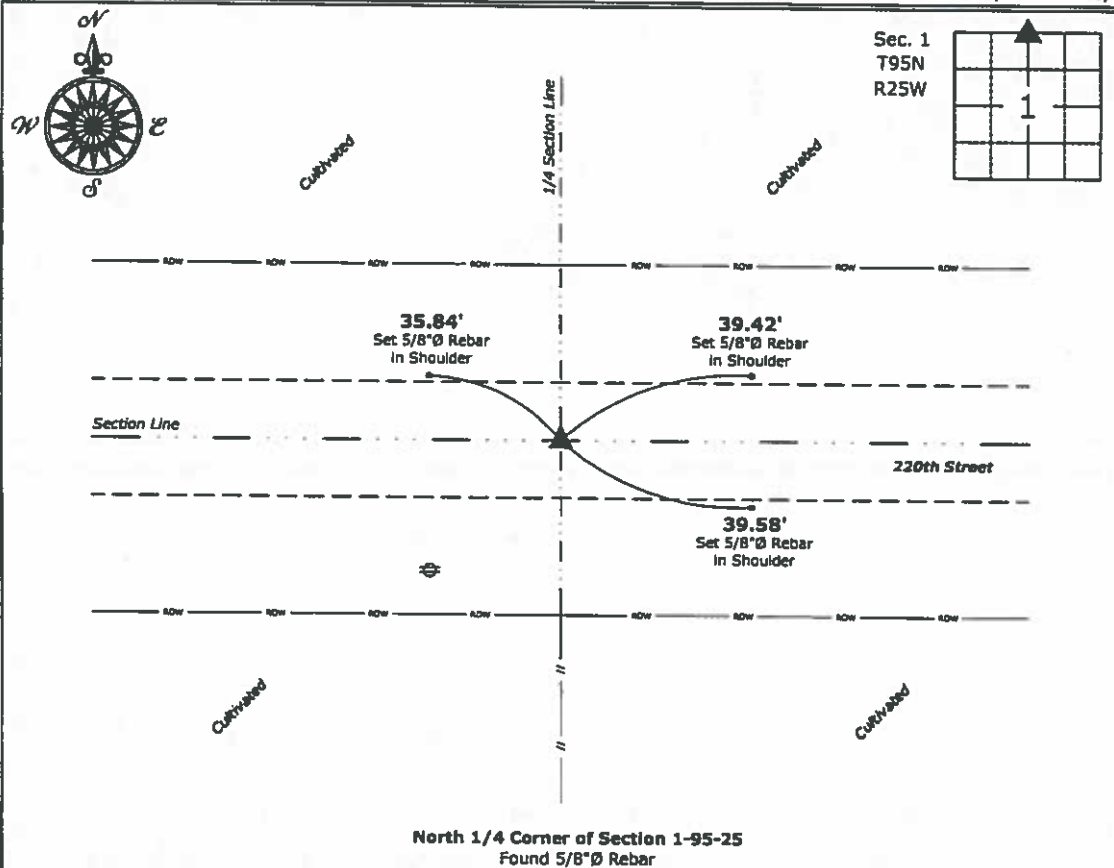 N
W
E
S
Sec. 1
T95N
R25W
1
1/4 Section Line
Cultivated
Cultivated
ROW ROW ROW ROW ROW ROW ROW ROW
35.84'
Set 5/8"Ø Rebar
in Shoulder
39.42'
Set 5/8"Ø Rebar
in Shoulder
Section Line
220th Street
39.58'
Set 5/8"Ø Rebar
in Shoulder
ROW ROW ROW ROW ROW ROW ROW ROW
Cultivated
Cultivated
North 1/4 Corner of Section 1-95-25
Found 5/8"Ø Rebar